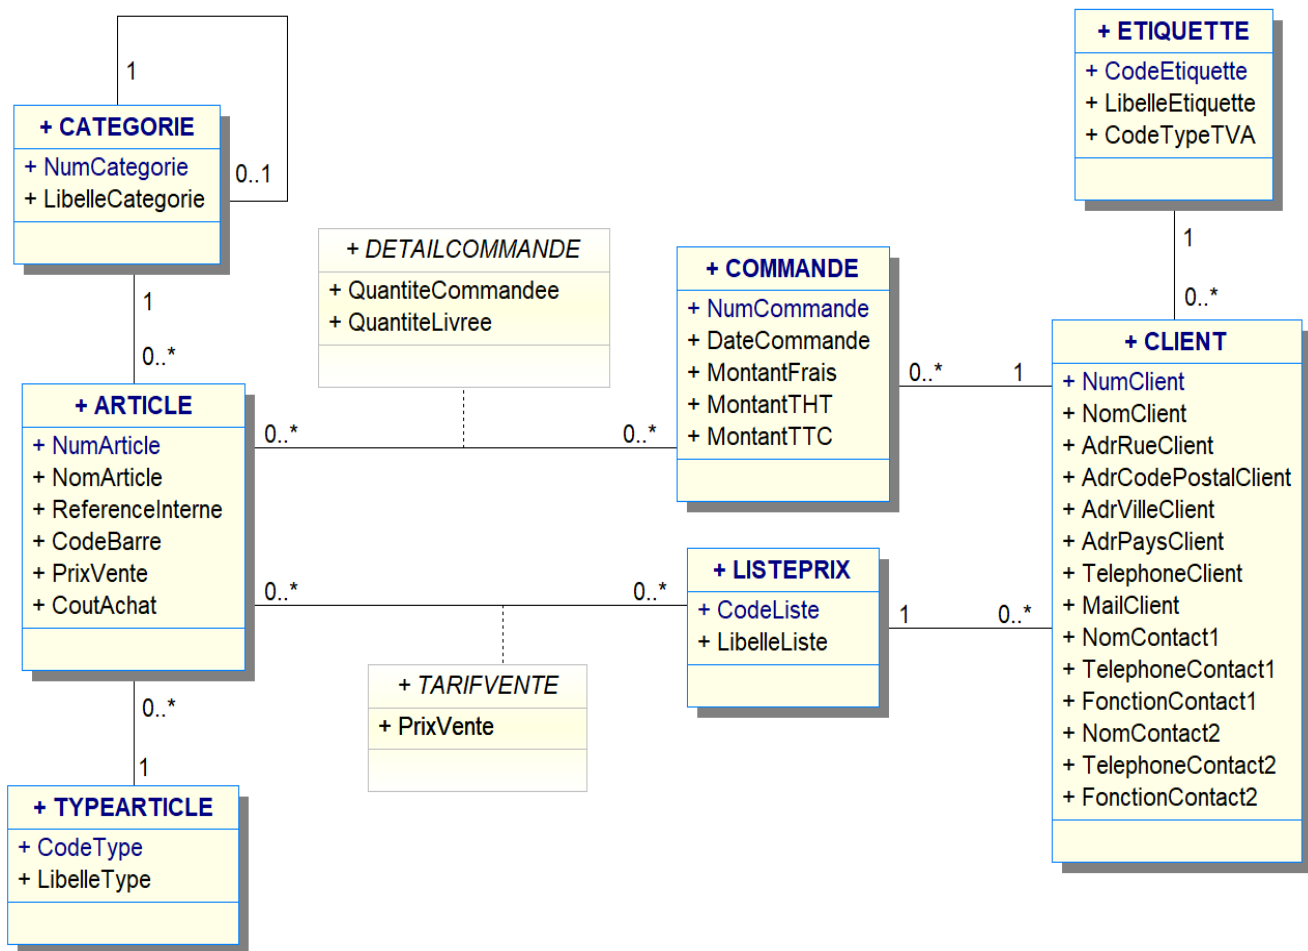 + CATEGORIE
+ NumCategorie
+ LibelleCategorie
1
0..1
1
0..*
+ ARTICLE
+ NumArticle
+ NomArticle
+ ReferenceInterne
+ CodeBarre
+ PrixVente
+ CoutAchat
0..*
1
+ TYPEARTICLE
+ CodeType
+ LibelleType
+ DETAILCOMMANDE
+ QuantiteCommandee
+ QuantiteLivree
0..*
0..*
+ COMMANDE
+ NumCommande
+ DateCommande
+ MontantFrais
+ MontantTHT
+ MontantTTC
0..*
1
0..*
0..*
+ TARIFVENTE
+ PrixVente
+ LISTEPRIX
+ CodeListe
+ LibelleListe
1
0..*
+ ETIQUETTE
+ CodeEtiquette
+ LibelleEtiquette
+ CodeTypeTVA
1
0..*
+ CLIENT
+ NumClient
+ NomClient
+ AdrRueClient
+ AdrCodePostalClient
+ AdrVilleClient
+ AdrPaysClient
+ TelephoneClient
+ MailClient
+ NomContact1
+ TelephoneContact1
+ FonctionContact1
+ NomContact2
+ TelephoneContact2
+ FonctionContact2